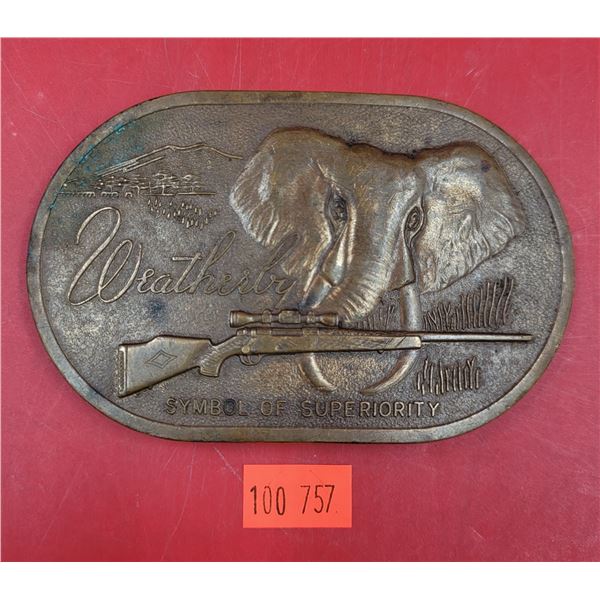 Weatherby
SYMBOL OF SUPERIORITY
100 757